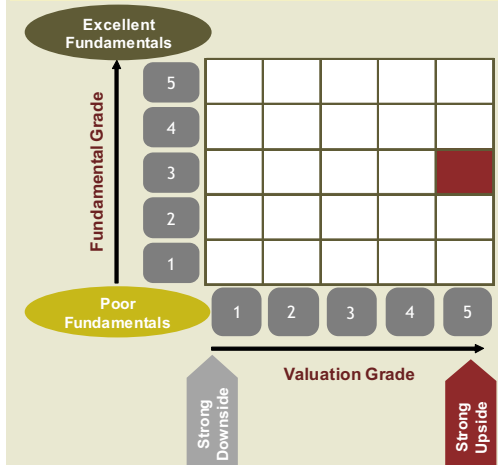 Excellent
Fundamentals
Fundamental Grade
5
4
3
2
1
Poor
Fundamentals
1
2
3
4
5
Valuation Grade
Strong
Downside
Strong
Upside